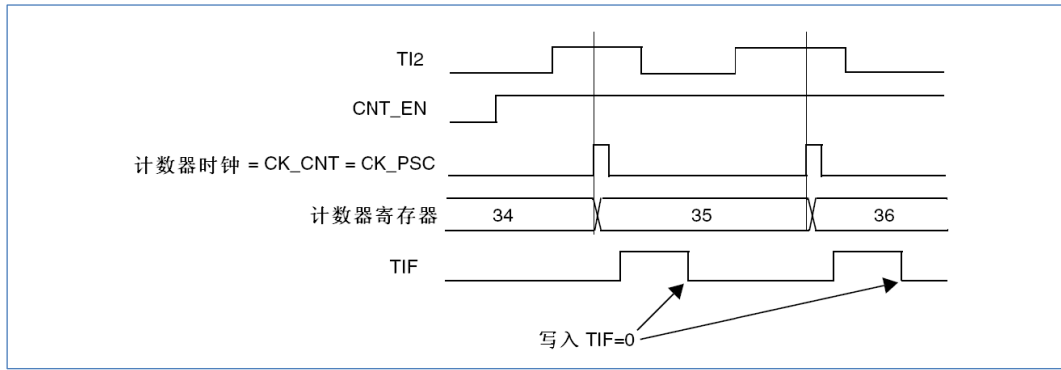 TI2
CNT_EN
计数器时钟 = CK_CNT = CK_PSC
计数器寄存器 34 35 36
TIF
写入 TIF=0